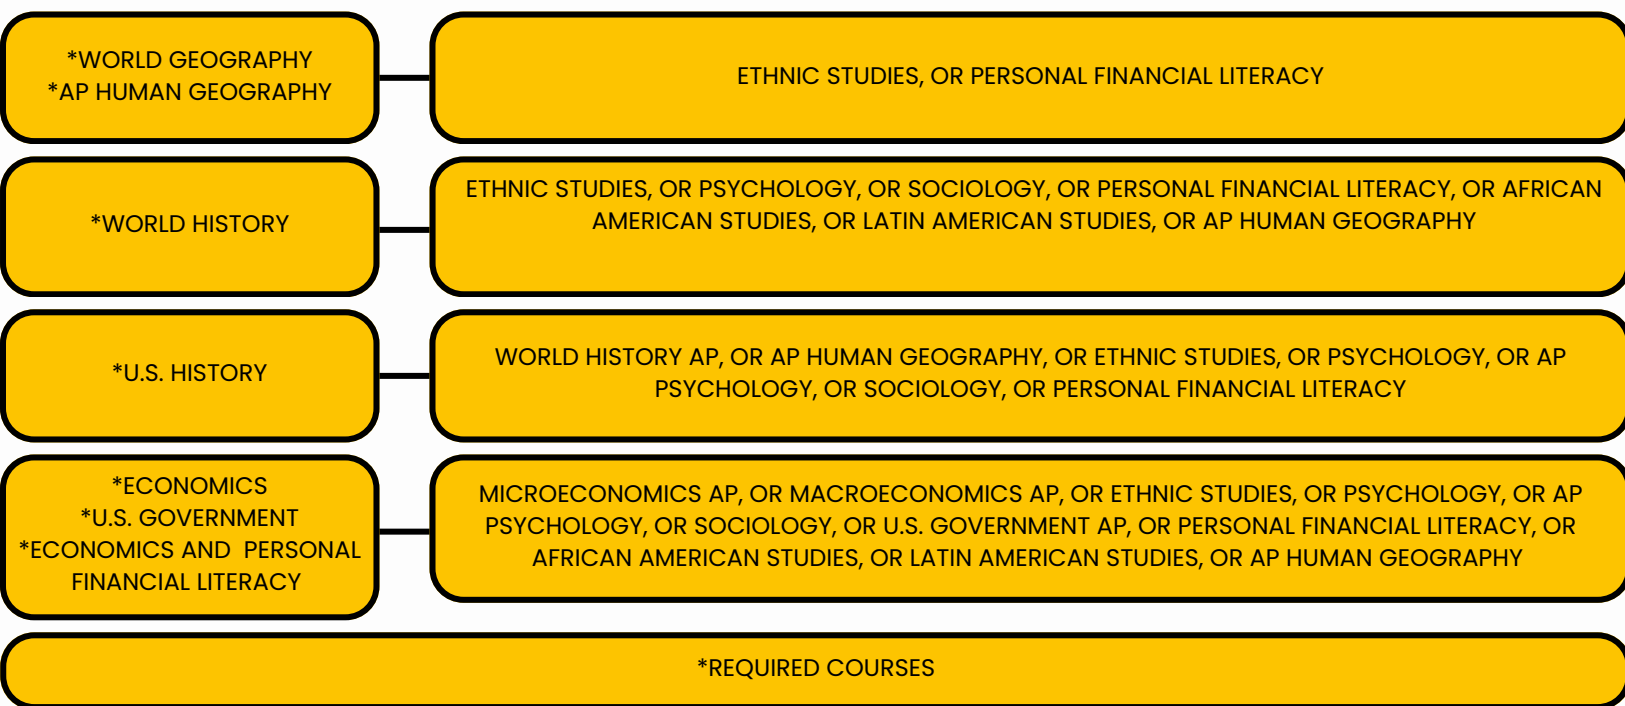 *WORLD GEOGRAPHY
*AP HUMAN GEOGRAPHY
ETHNIC STUDIES, OR PERSONAL FINANCIAL LITERACY
*WORLD HISTORY
ETHNIC STUDIES, OR PSYCHOLOGY, OR SOCIOLOGY, OR PERSONAL FINANCIAL LITERACY, OR AFRICAN
AMERICAN STUDIES, OR LATIN AMERICAN STUDIES, OR AP HUMAN GEOGRAPHY
*U.S. HISTORY
WORLD HISTORY AP, OR AP HUMAN GEOGRAPHY, OR ETHNIC STUDIES, OR PSYCHOLOGY, OR AP
PSYCHOLOGY, OR SOCIOLOGY, OR PERSONAL FINANCIAL LITERACY
*ECONOMICS
*U.S. GOVERNMENT
*ECONOMICS AND PERSONAL
FINANCIAL LITERACY
MICROECONOMICS AP, OR MACROECONOMICS AP, OR ETHNIC STUDIES, OR PSYCHOLOGY, OR AP
PSYCHOLOGY, OR SOCIOLOGY, OR U.S. GOVERNMENT AP, OR PERSONAL FINANCIAL LITERACY, OR
AFRICAN AMERICAN STUDIES, OR LATIN AMERICAN STUDIES, OR AP HUMAN GEOGRAPHY
*REQUIRED COURSES